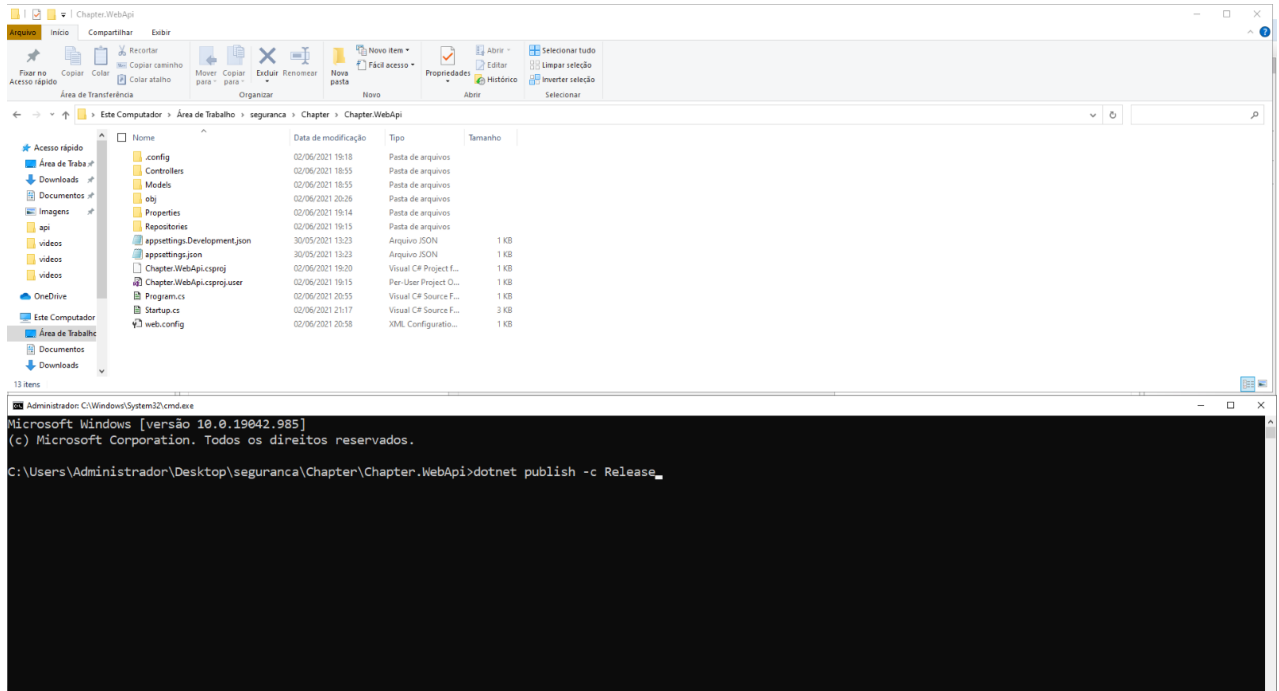 Chapter.WebApi
Arquivo Início Compartilhar Exibir
Fixar no Acesso rápido
Copiar
Colar
Recortar
Copiar caminho
Colar atalho
Área de Transferência
Mover para
Copiar para
Excluir
Renomear
Organizar
Nova pasta
Novo item
Fácil acesso
Novo
Propriedades
Abrir
Editar
Histórico
Abrir
Selecionar tudo
Limpar seleção
Inverter seleção
Selecionar
Este Computador > Área de Trabalho > seguranca > Chapter > Chapter.WebApi
Acesso rápido
Área de Traba
Downloads
Documentos
Imagens
api
videos
videos
videos
OneDrive
Este Computador
Área de Trabalho
Documentos
Downloads
Nome Data de modificação Tipo Tamanho
.config 02/06/2021 19:18 Pasta de arquivos
Controllers 02/06/2021 18:55 Pasta de arquivos
Models 02/06/2021 18:55 Pasta de arquivos
obj 02/06/2021 20:26 Pasta de arquivos
Properties 02/06/2021 19:14 Pasta de arquivos
Repositories 02/06/2021 19:15 Pasta de arquivos
appsettings.Development.json 30/05/2021 13:23 Arquivo JSON 1 KB
appsettings.json 30/05/2021 13:23 Arquivo JSON 1 KB
Chapter.WebApi.csproj 02/06/2021 19:20 Visual C# Project f... 1 KB
Chapter.WebApi.csproj.user 02/06/2021 19:15 Per-User Project O... 1 KB
Program.cs 02/06/2021 20:55 Visual C# Source F... 1 KB
Startup.cs 02/06/2021 21:17 Visual C# Source F... 3 KB
web.config 02/06/2021 20:58 XML Configuratio... 1 KB
13 itens
Administrador: C:\Windows\System32\cmd.exe
Microsoft Windows [versão 10.0.19042.985]
(c) Microsoft Corporation. Todos os direitos reservados.
C:\Users\Administrador\Desktop\seguranca\Chapter\Chapter.WebApi>dotnet publish -c Release